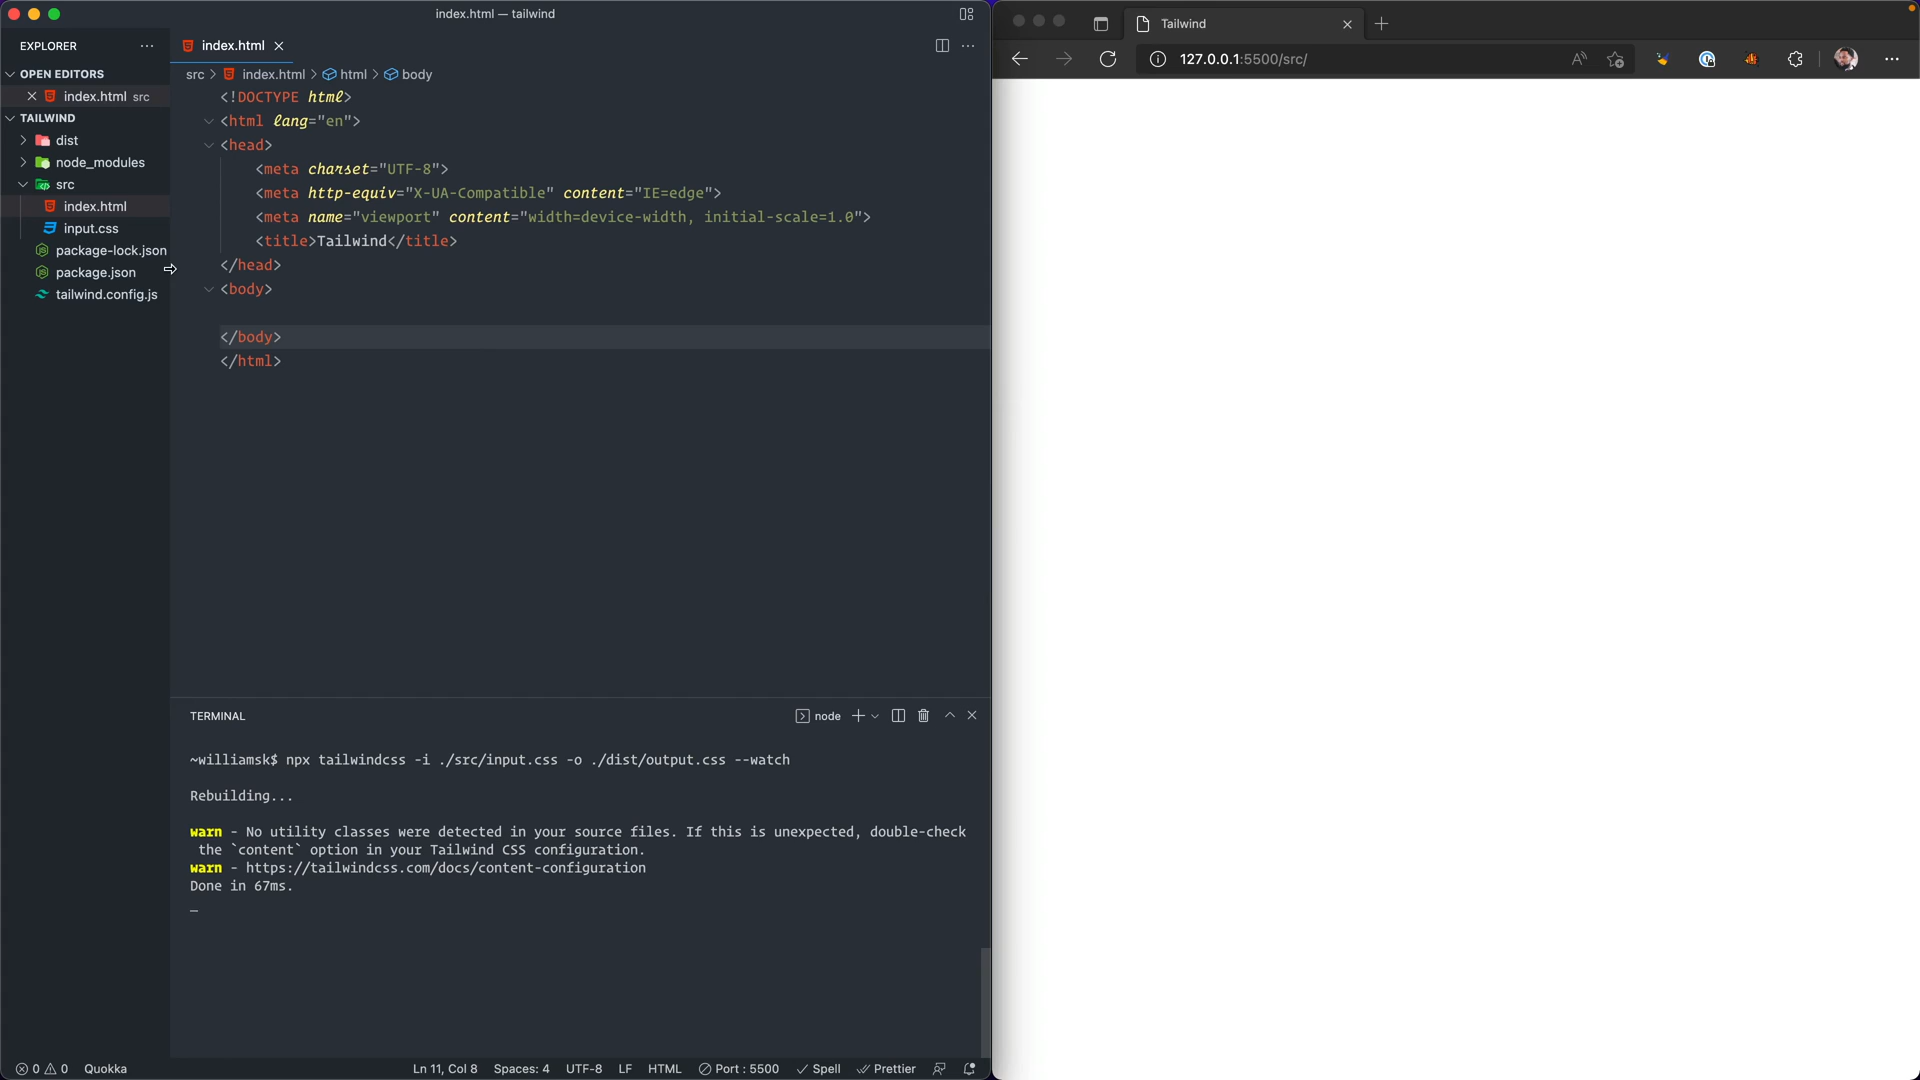 index.html — tailwind
EXPLORER
OPEN EDITORS
index.html src
TAILWIND
dist
node_modules
src
index.html
input.css
package-lock.json
package.json
tailwind.config.js
index.html
src > index.html > html > body
<!DOCTYPE html>
<html lang="en">
<head>
<meta charset="UTF-8">
<meta http-equiv="X-UA-Compatible" content="IE=edge">
<meta name="viewport" content="width=device-width, initial-scale=1.0">
<title>Tailwind</title>
</head>
<body>
</body>
</html>
TERMINAL
node
~williamsk$ npx tailwindcss -i ./src/input.css -o ./dist/output.css --watch
Rebuilding...
warn - No utility classes were detected in your source files. If this is unexpected, double-check
the `content` option in your Tailwind CSS configuration.
warn - https://tailwindcss.com/docs/content-configuration
Done in 67ms.
0 0 Quokka
Ln 11, Col 8 Spaces: 4 UTF-8 LF HTML Port : 5500 Spell Prettier
Tailwind
127.0.0.1:5500/src/